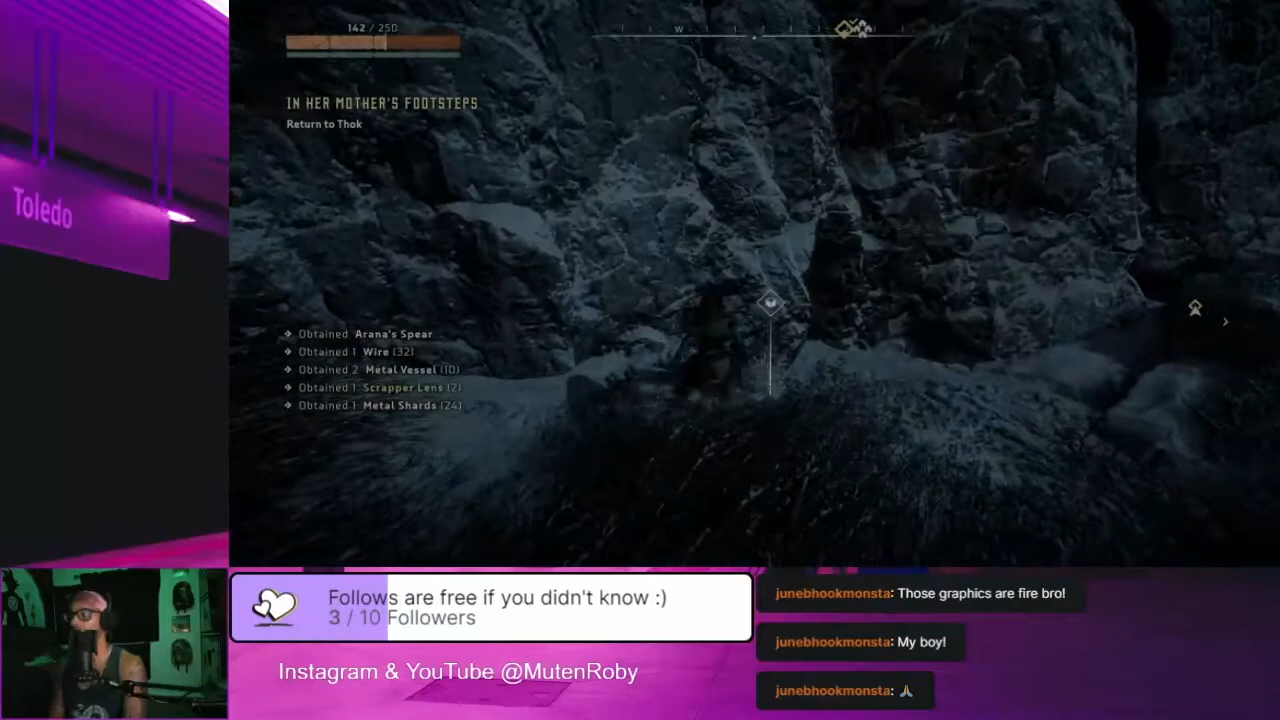 Toledo
142 / 250
W
IN HER MOTHER'S FOOTSTEPS
Return to Thok
Obtained Arana's Spear
Obtained 1 Wire (32)
Obtained 2 Metal Vessel (10)
Obtained 1 Scrapper Lens (2)
Obtained 1 Metal Shards (24)
Follows are free if you didn't know :)
3 / 10 Followers
Instagram & YouTube @MutenRoby
junebhookmonsta: Those graphics are fire bro!
junebhookmonsta: My boy!
junebhookmonsta: 🙏